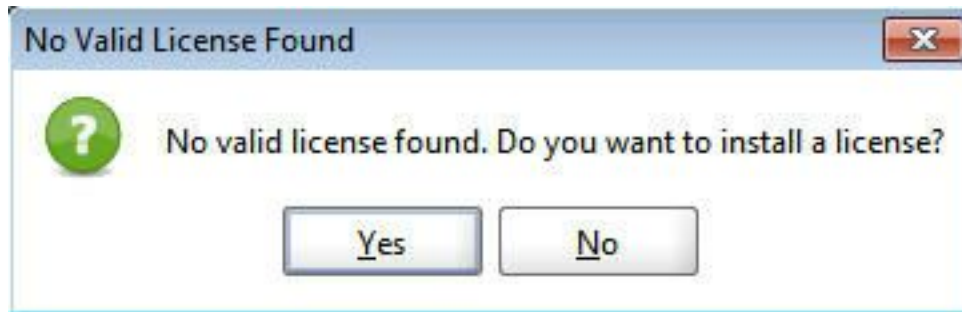 No Valid License Found
No valid license found. Do you want to install a license?
Yes No